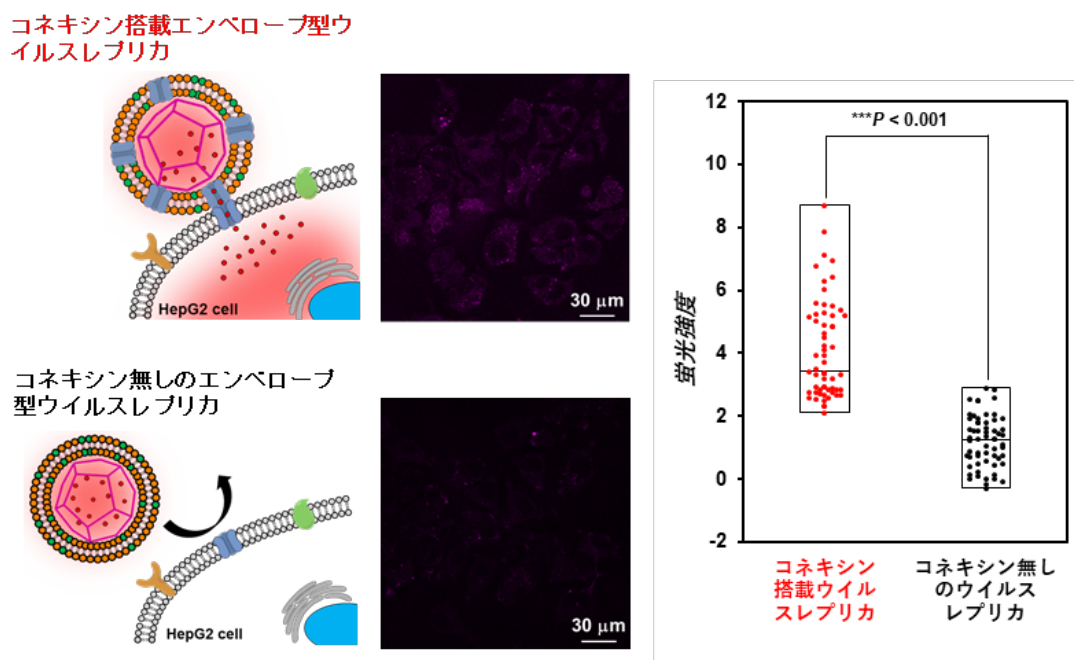 コネキシン搭載エンベロープ型ウ
イルスレプリカ
HepG2 cell
30 μm
コネキシン無しのエンベロープ
型ウイルスレプリカ
HepG2 cell
30 μm
***P < 0.001
蛍光強度
12
10
8
6
4
2
0
-2
コネキシン
搭載ウイル
スレプリカ
コネキシン無し
のウイルス
レプリカ